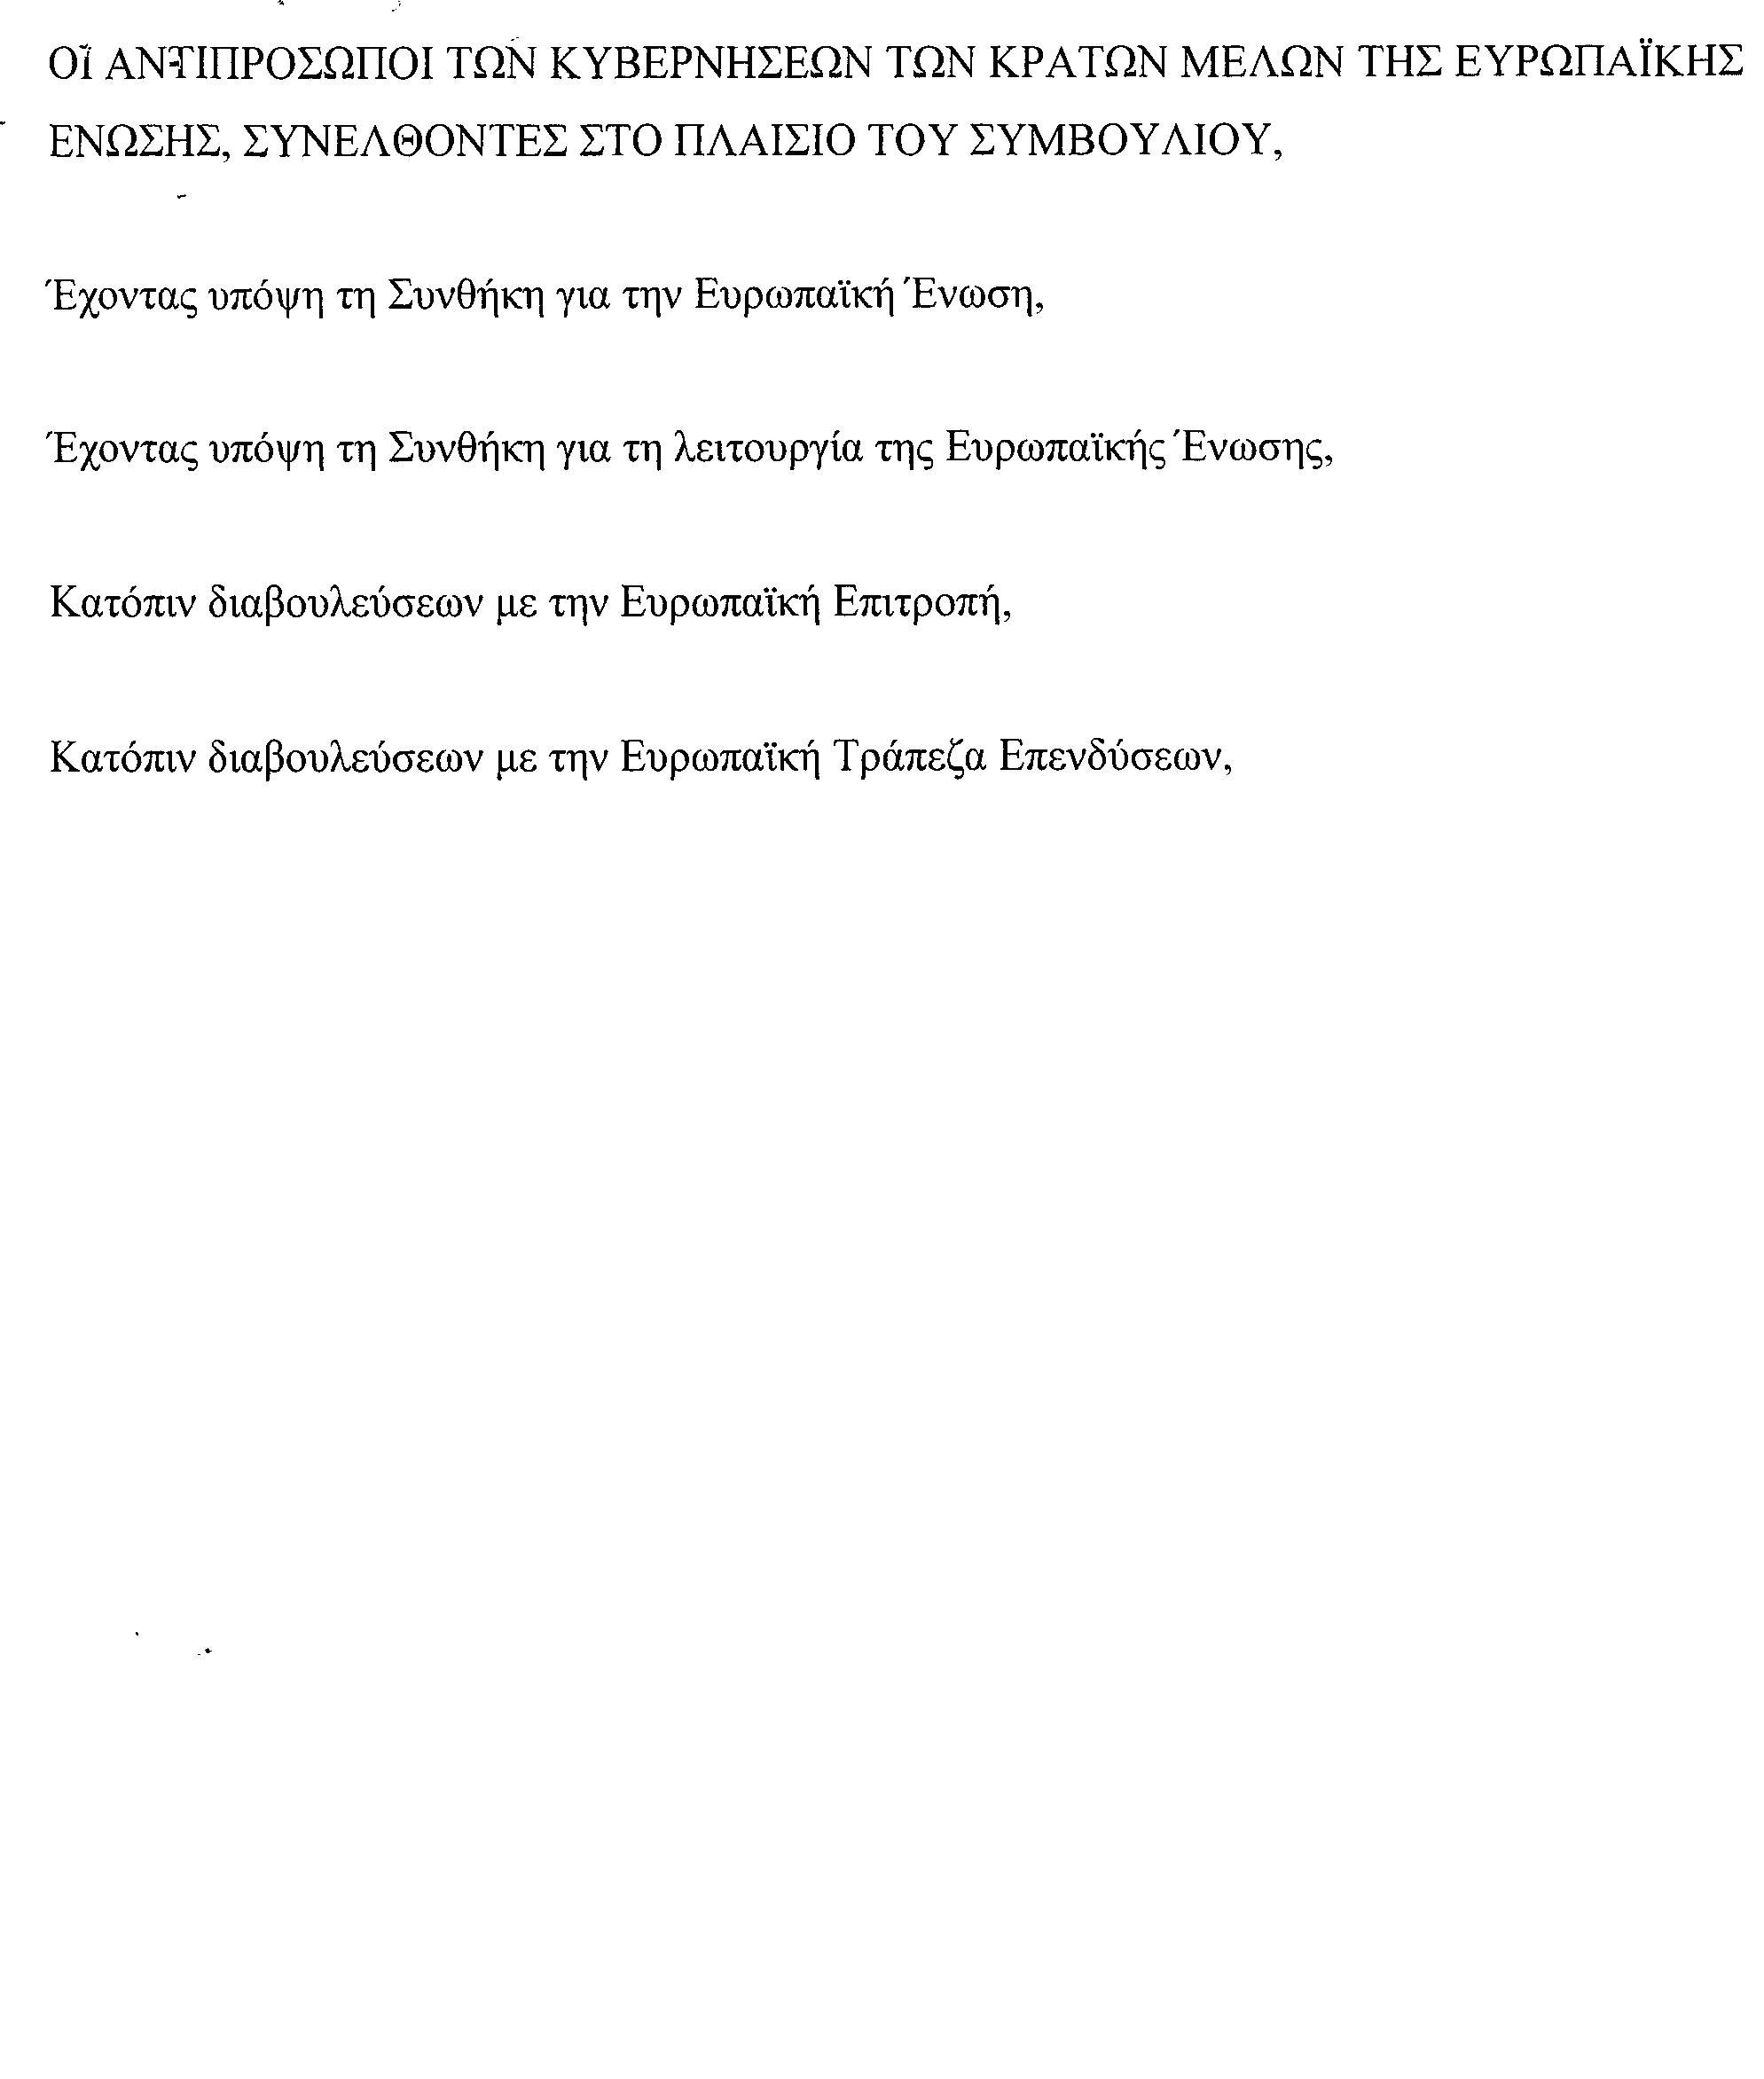 ΟΙ ΑΝΤΙΠΡΟΣΩΠΟΙ ΤΩΝ ΚΥΒΕΡΝΗΣΕΩΝ ΤΩΝ ΚΡΑΤΩΝ ΜΕΛΩΝ ΤΗΣ ΕΥΡΩΠΑΪΚΗΣ
ΕΝΩΣΗΣ, ΣΥΝΕΛΘΟΝΤΕΣ ΣΤΟ ΠΛΑΙΣΙΟ ΤΟΥ ΣΥΜΒΟΥΛΙΟΥ,
Έχοντας υπόψη τη Συνθήκη για την Ευρωπαϊκή Ένωση,
Έχοντας υπόψη τη Συνθήκη για τη λειτουργία της Ευρωπαϊκής Ένωσης,
Κατόπιν διαβουλεύσεων με την Ευρωπαϊκή Επιτροπή,
Κατόπιν διαβουλεύσεων με την Ευρωπαϊκή Τράπεζα Επενδύσεων,